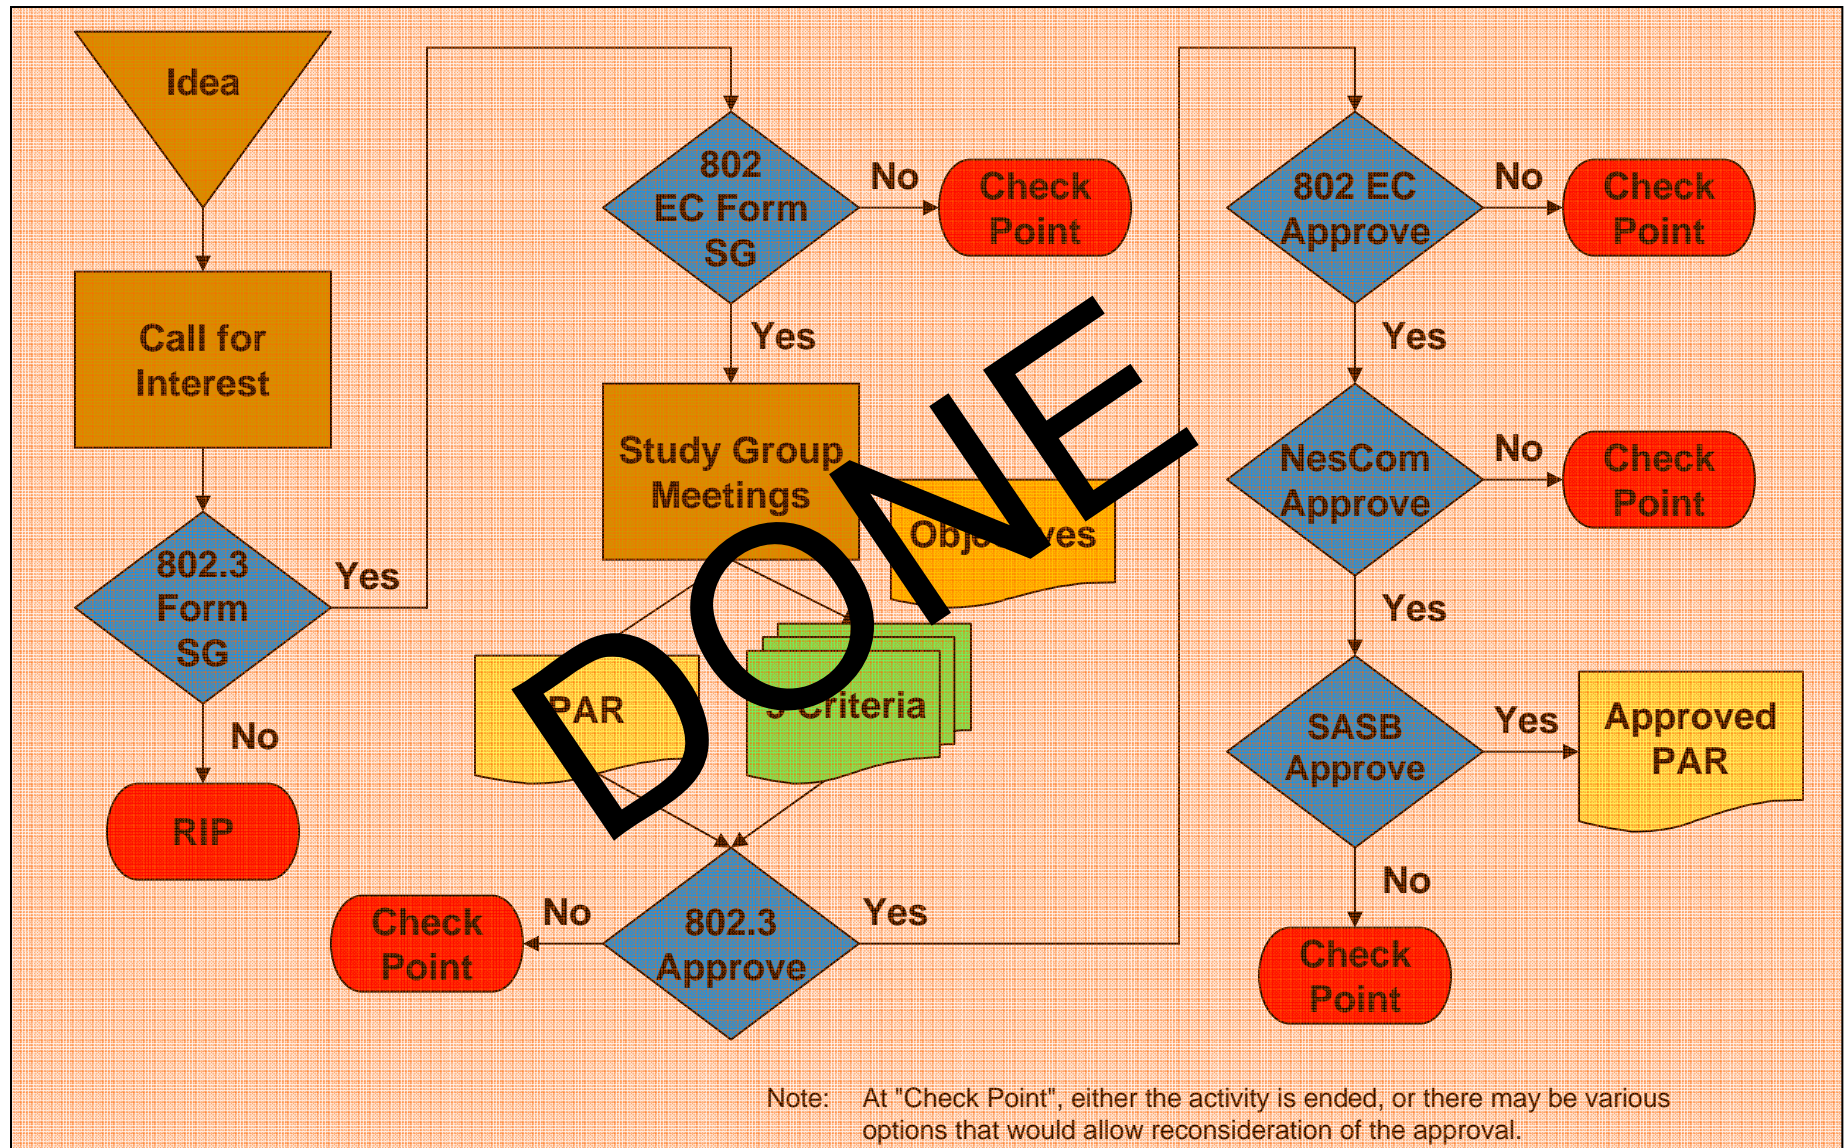 Idea
Call for
Interest
802.3
Form
SG
Yes
No
RIP
802
EC Form
SG
No
Check
Point
Yes
Study Group
Meetings
PAR
Criteria
802.3
Approve
No
Check
Point
Yes
802 EC
Approve
No
Check
Point
Yes
NesCom
Approve
No
Check
Point
Yes
SASB
Approve
Yes
Approved
PAR
No
Check
Point
DONE
Note: At "Check Point", either the activity is ended, or there may be various
options that would allow reconsideration of the approval.